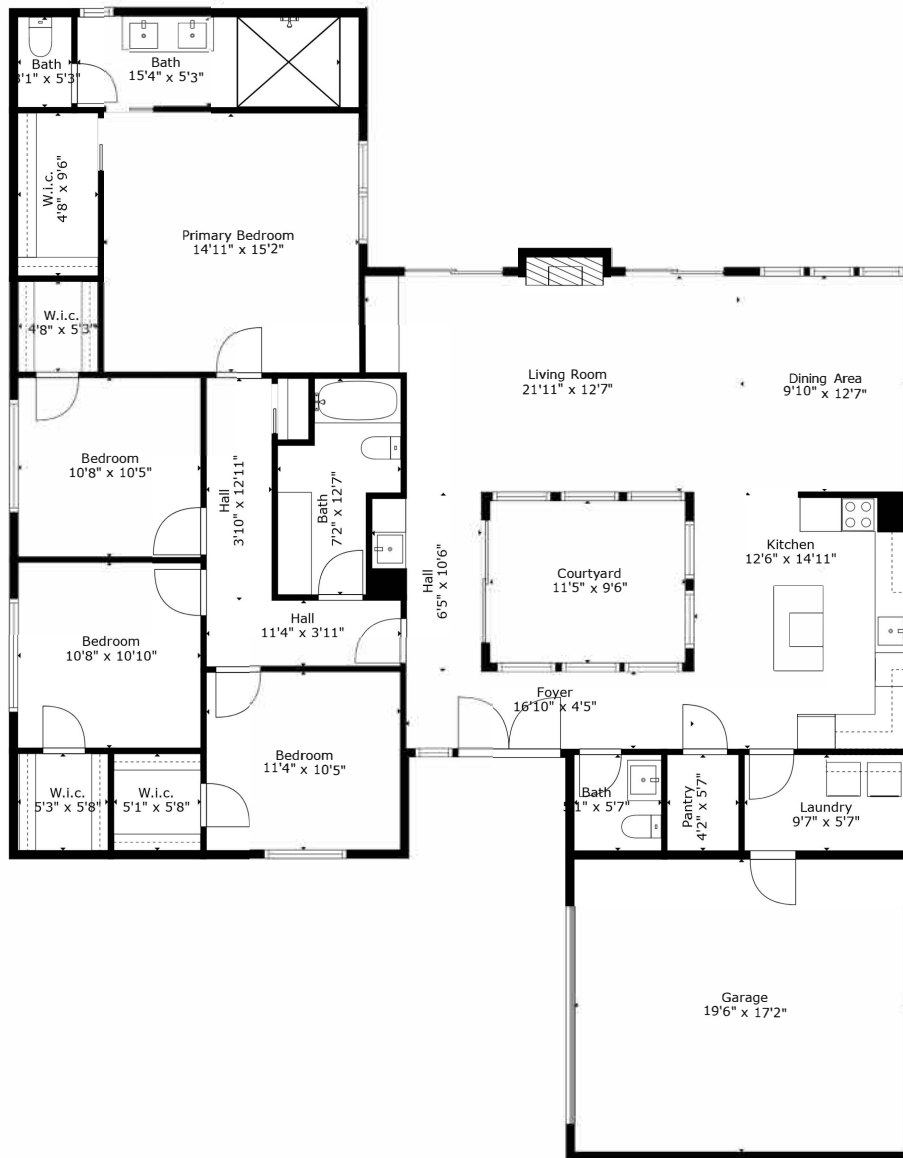 Bath
3'1" x 5'3"
Bath
15'4" x 5'3"
W.i.c.
4'8" x 9'6"
Primary Bedroom
14'11" x 15'2"
W.i.c.
4'8" x 5'3"
Living Room
21'11" x 12'7"
Dining Area
9'10" x 12'7"
Bedroom
10'8" x 10'5"
Hall
3'10" x 12'11"
Bath
7'2" x 12'7"
Hall
6'5" x 10'6"
Courtyard
11'5" x 9'6"
Kitchen
12'6" x 14'11"
Bedroom
10'8" x 10'10"
Hall
11'4" x 3'11"
Foyer
16'10" x 4'5"
Bedroom
11'4" x 10'5"
W.i.c.
5'3" x 5'8"
W.i.c.
5'1" x 5'8"
Bath
5'1" x 5'7"
Pantry
4'2" x 5'7"
Laundry
9'7" x 5'7"
Garage
19'6" x 17'2"